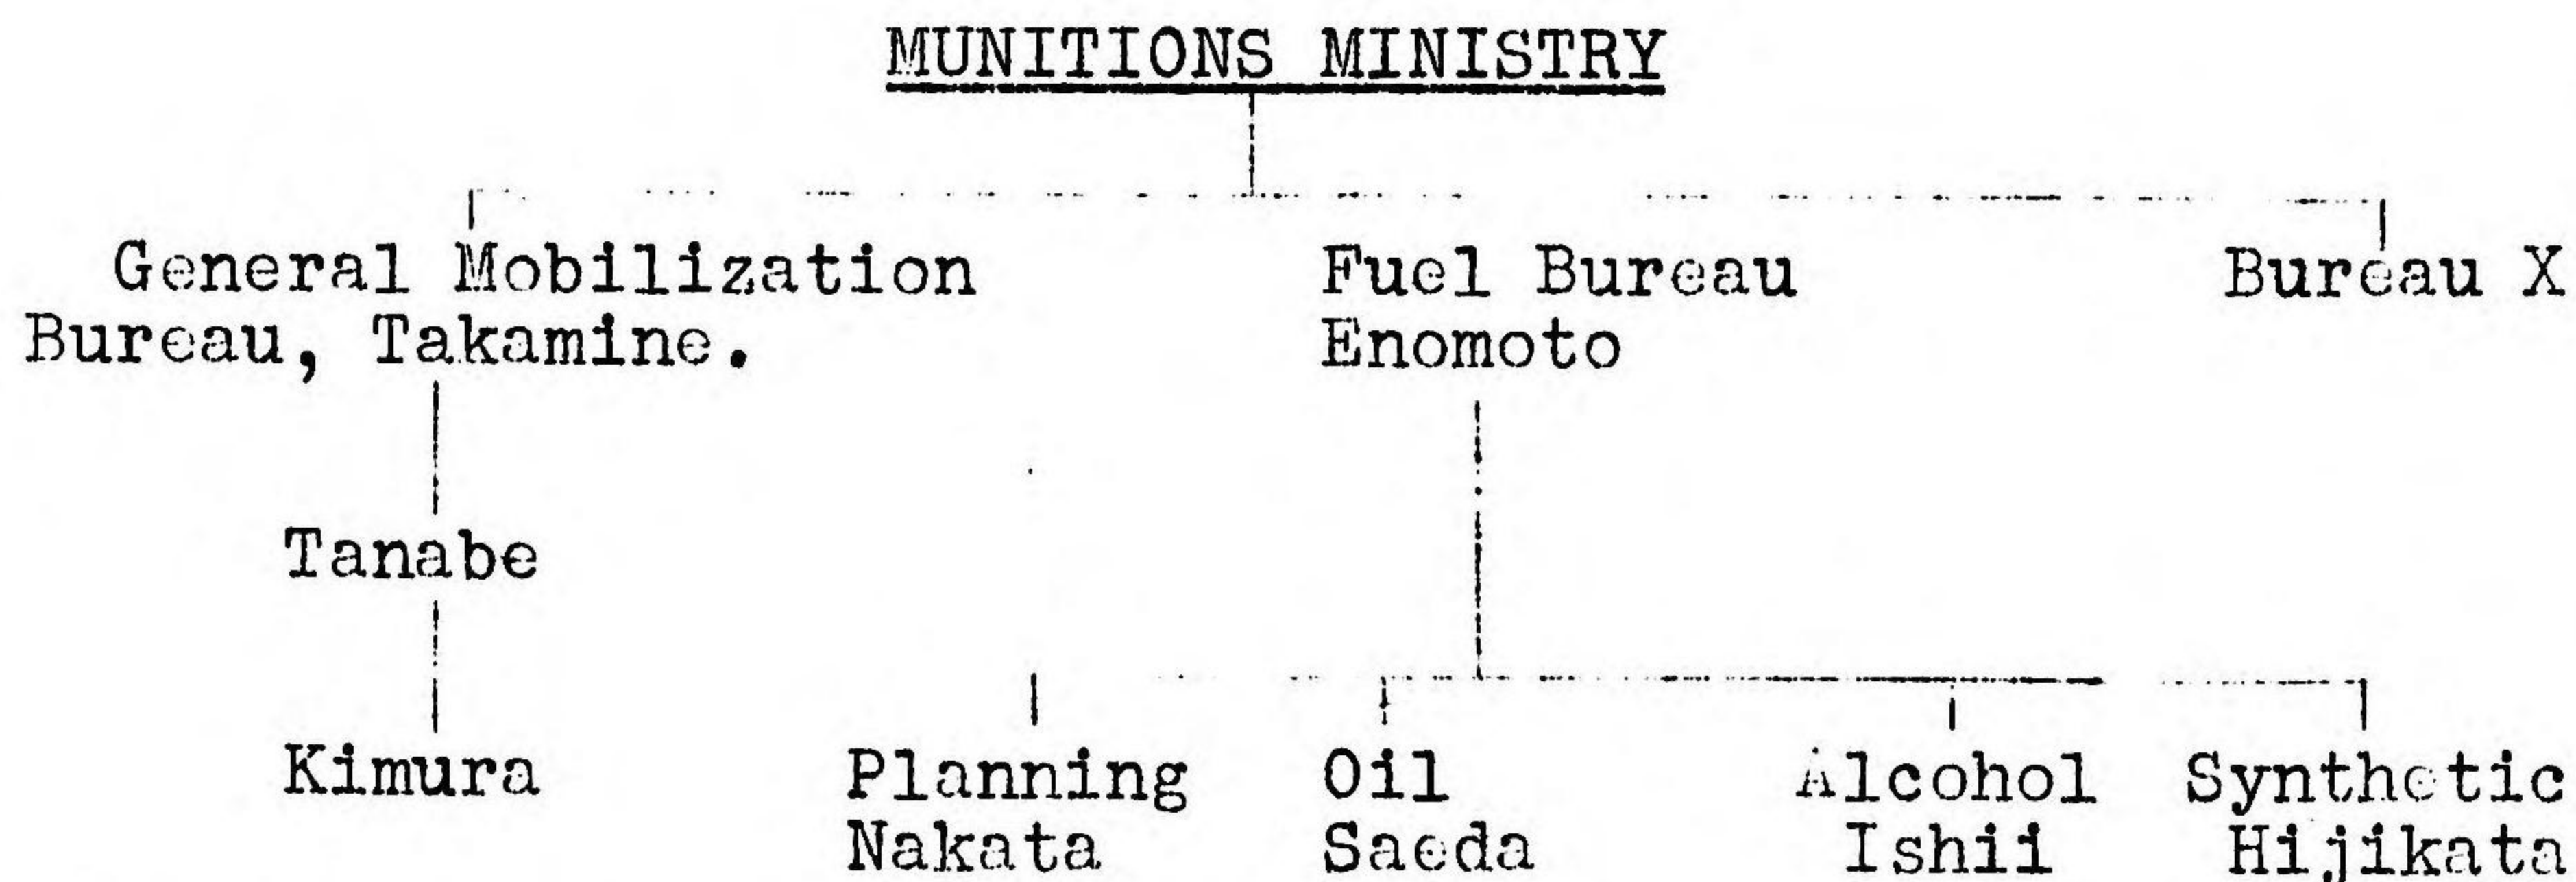 MUNITIONS MINISTRY
General Mobilization
Bureau, Takamine.
Fuel Bureau
Enomoto
Bureau X
Tanabe
Kimura
Planning
Nakata
Oil
Saeda
Alcohol
Ishii
Synthetic
Hijikata